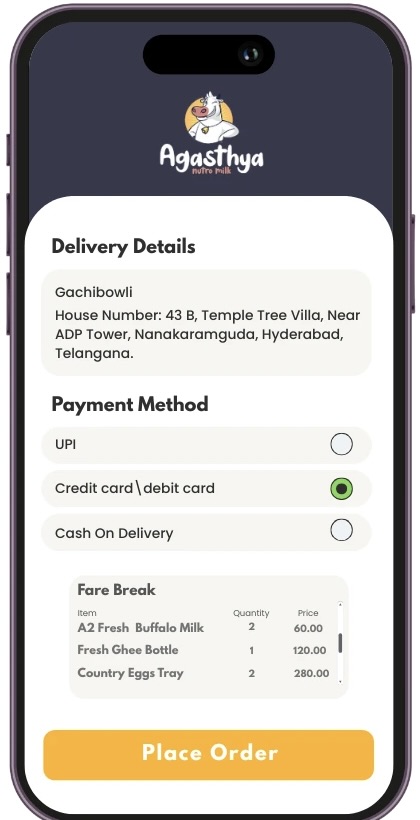 Agasthya
nutro milk
Delivery Details
Gachibowli
House Number: 43 B, Temple Tree Villa, Near
ADP Tower, Nanakaramguda, Hyderabad,
Telangana.
Payment Method
UPI
Credit card\debit card
Cash On Delivery
Fare Break
Item Quantity Price
A2 Fresh Buffalo Milk 2 60.00
Fresh Ghee Bottle 1 120.00
Country Eggs Tray 2 280.00
Place Order